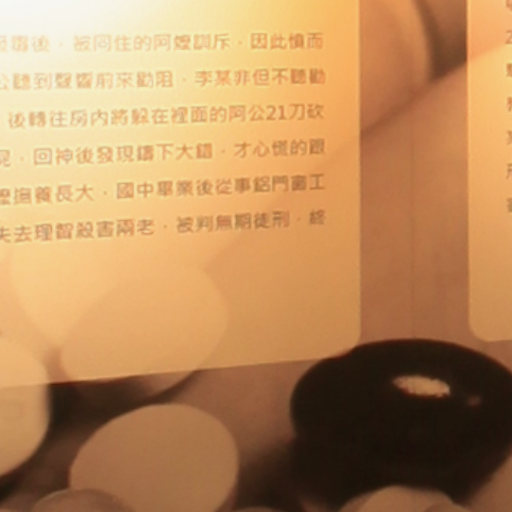 後，被同住的阿嬤訓斥，因此憤而
公聽到聲響前來勸阻，李某非但不聽勸
，後轉往房內將躲在裡面的阿公21刀砍
，回神後發現鑄下大錯，才心慌的跟
嬤撫養長大，國中畢業後從事鋁門窗工
失去理智殺害兩老，被判無期徒刑，終